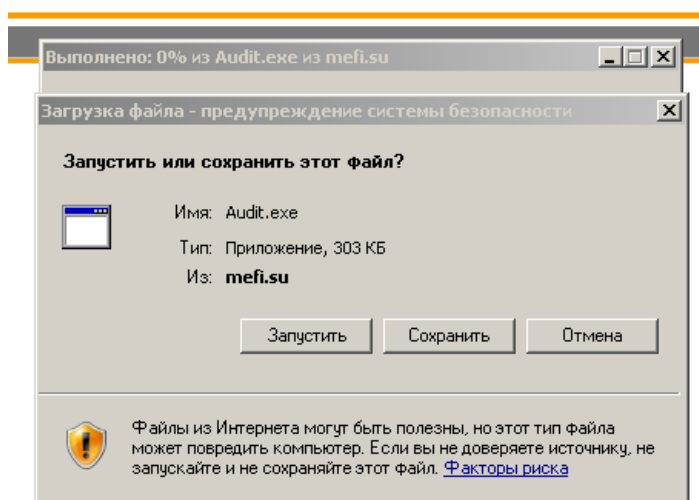 Выполнено: 0% из Audit.exe из mefi.su
Загрузка файла - предупреждение системы безопасности
Запустить или сохранить этот файл?
Имя: Audit.exe
Тип: Приложение, 303 КБ
Из: mefi.su
Запустить Сохранить Отмена
Файлы из Интернета могут быть полезны, но этот тип файла
может повредить компьютер. Если вы не доверяете источнику, не
запускайте и не сохраняйте этот файл. Факторы риска